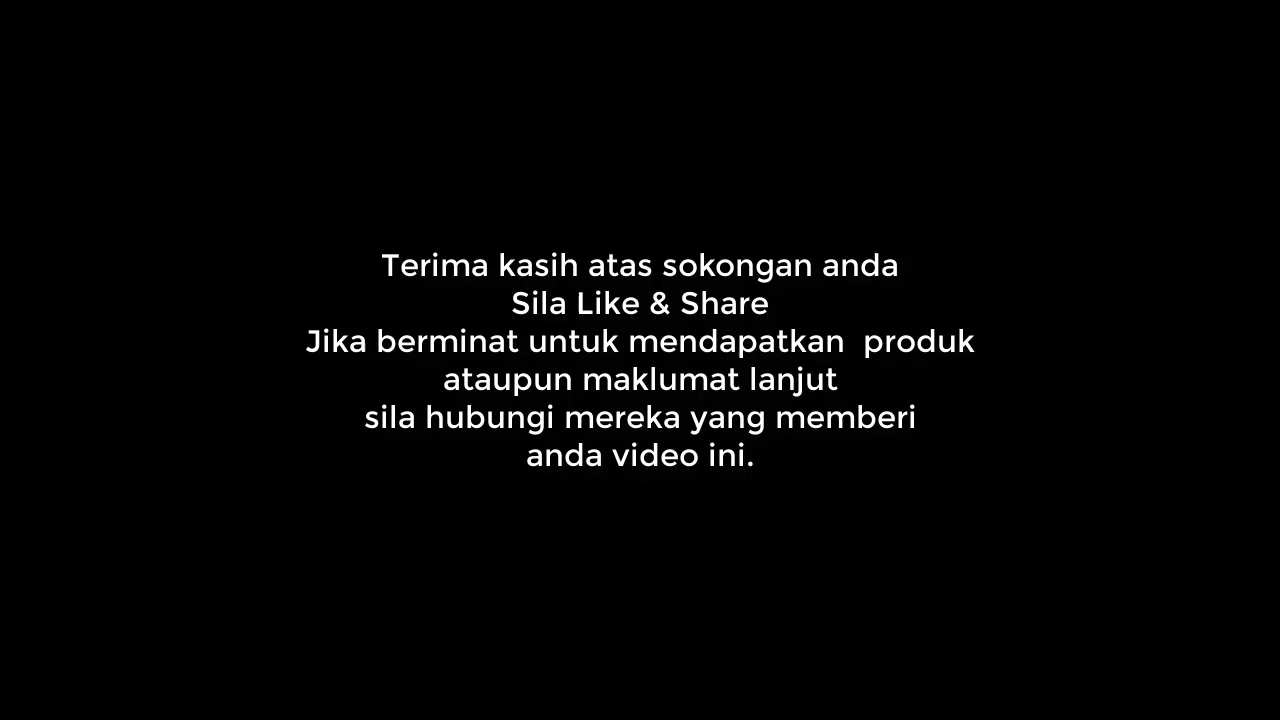 Terima kasih atas sokongan anda
Sila Like & Share
Jika berminat untuk mendapatkan  produk
ataupun maklumat lanjut
sila hubungi mereka yang memberi
anda video ini.